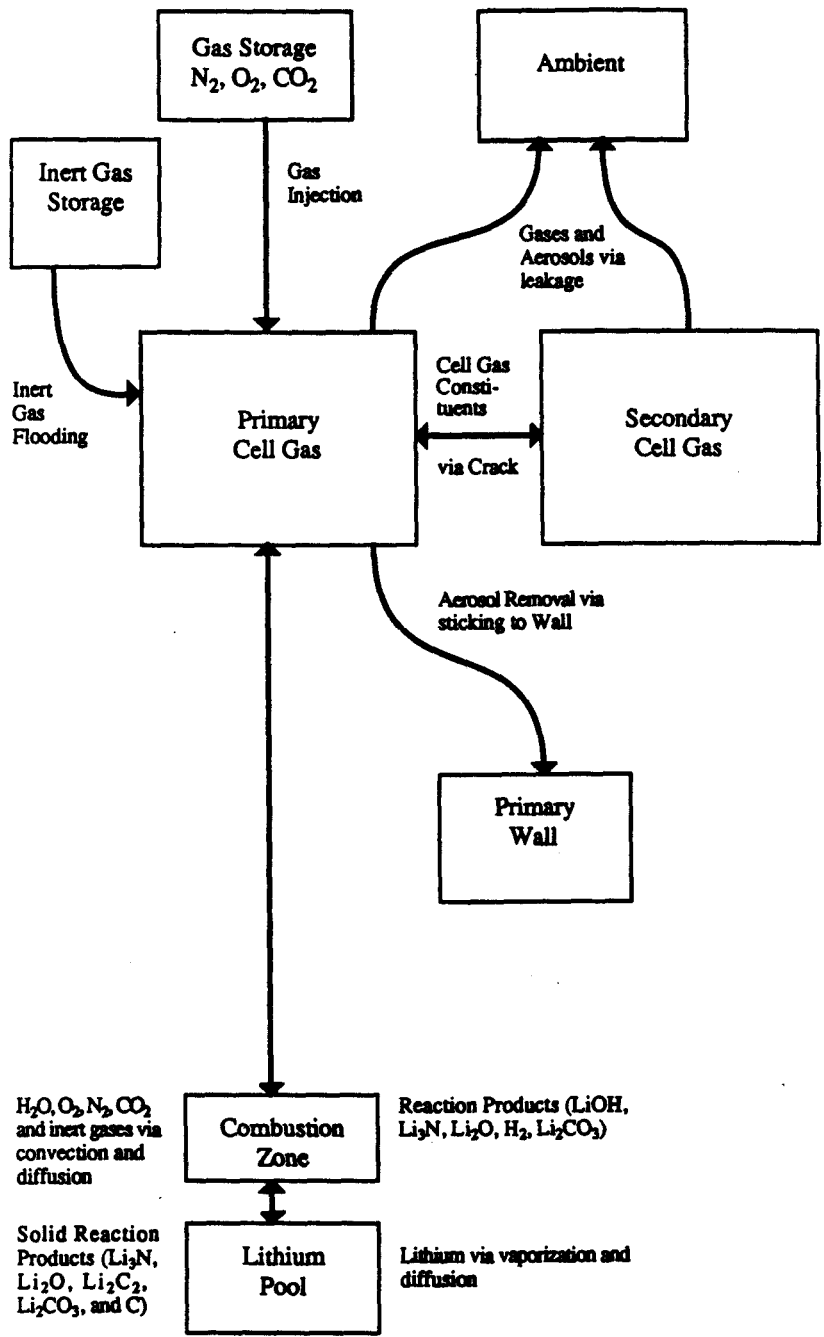 Gas Storage
N₂, O₂, CO₂
Ambient
Inert Gas
Storage
Gas
Injection
Gases and
Aerosols via
leakage
Inert
Gas
Flooding
Primary
Cell Gas
Cell Gas
Consti-
tuents
via Crack
Secondary
Cell Gas
Aerosol Removal via
sticking to Wall
Primary
Wall
H₂O, O₂, N₂, CO₂
and inert gases via
convection and
diffusion
Combustion
Zone
Reaction Products (LiOH,
Li₃N, Li₂O, H₂, Li₂CO₃)
Solid Reaction
Products (Li₃N,
Li₂O, Li₂C₂,
Li₂CO₃, and C)
Lithium
Pool
Lithium via vaporization and
diffusion